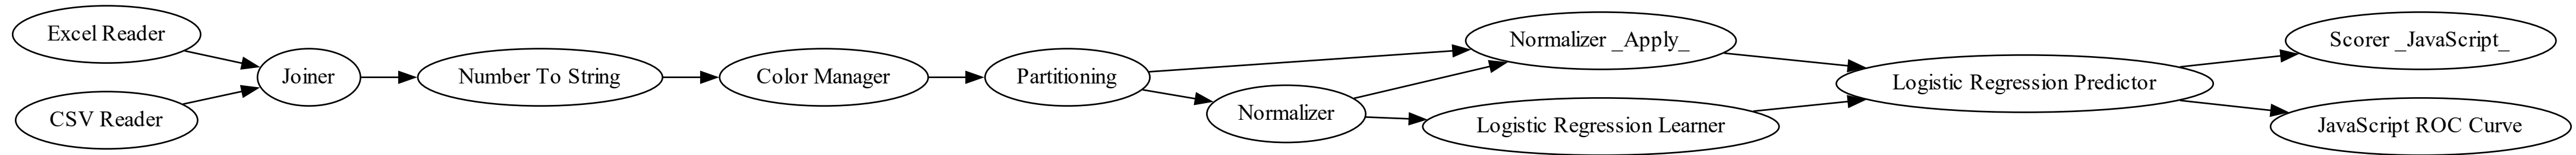 Excel Reader
CSV Reader
Joiner
Number To String
Color Manager
Partitioning
Normalizer
Normalizer _Apply_
Logistic Regression Learner
Logistic Regression Predictor
Scorer _JavaScript_
JavaScript ROC Curve